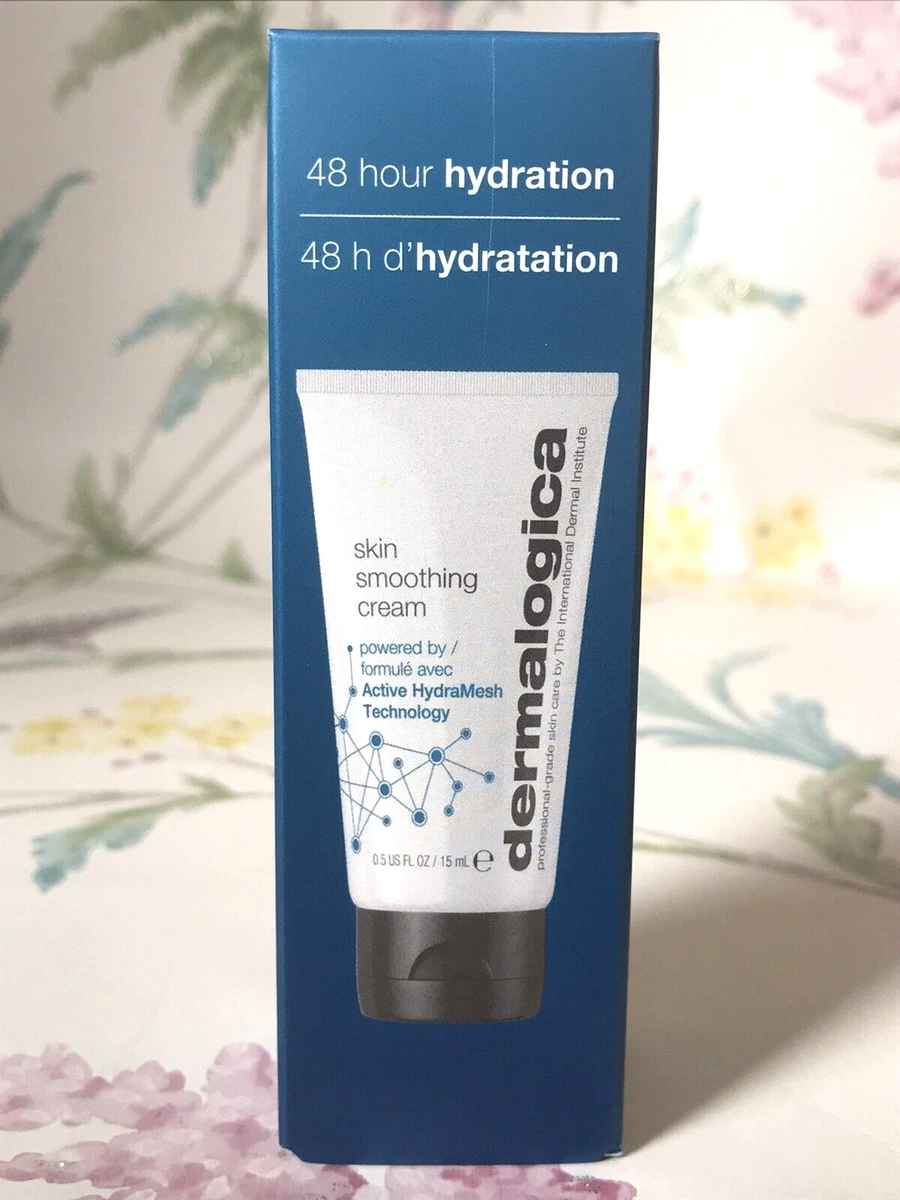 48 hour hydration
48 h d'hydratation
skin
smoothing
cream
powered by /
formulé avec
Active HydraMesh
Technology
0.5 US FL OZ / 15 mL ℮
dermalogica
professional-grade skin care by The International Dermal Institute